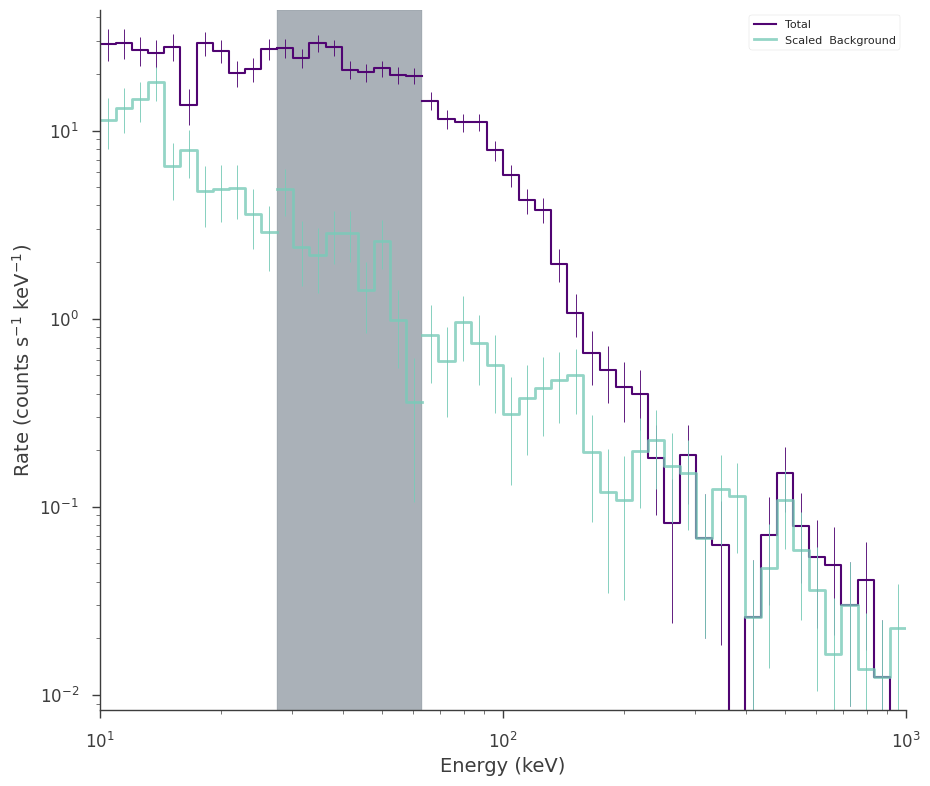 Total
Scaled  Background
10¹
10⁰
10⁻¹
10⁻²
Rate (counts s⁻¹ keV⁻¹)
10¹
10²
10³
Energy (keV)